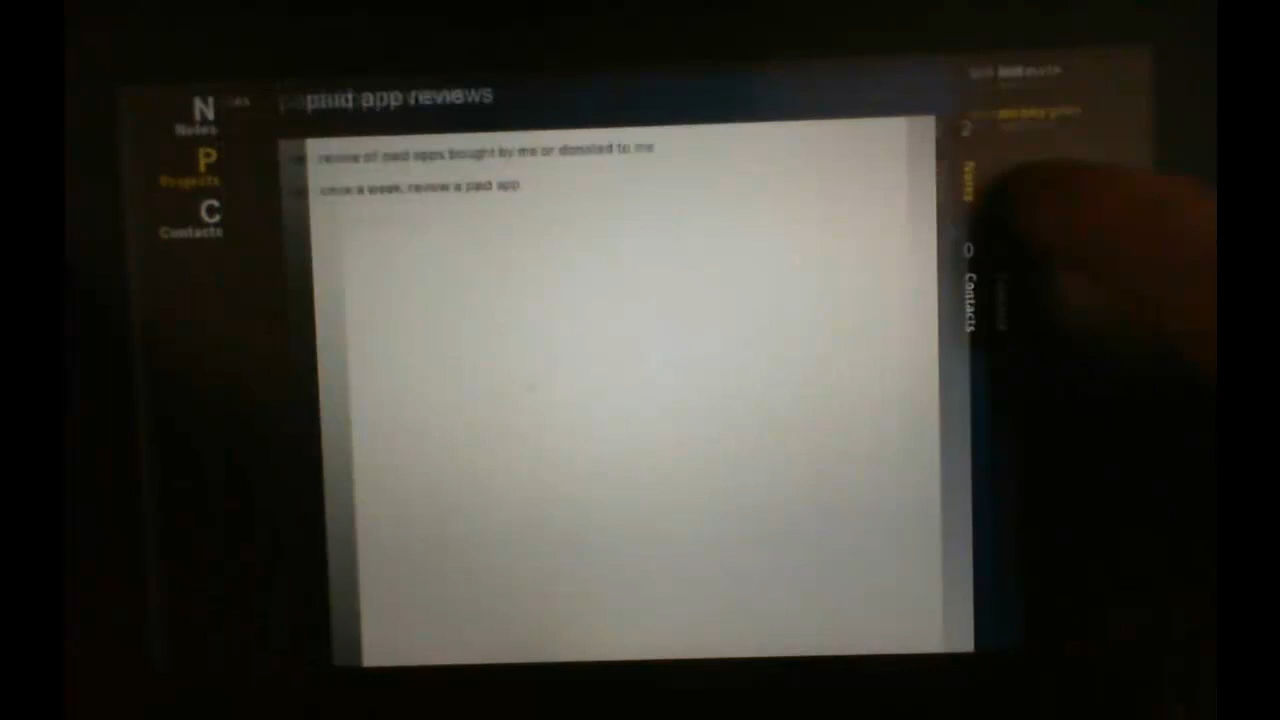 N
Notes
P
Projects
C
Contacts
paid app reviews
review of paid apps bought by me or donated to me
once a week, review a paid app
2
Notes
0
Contacts